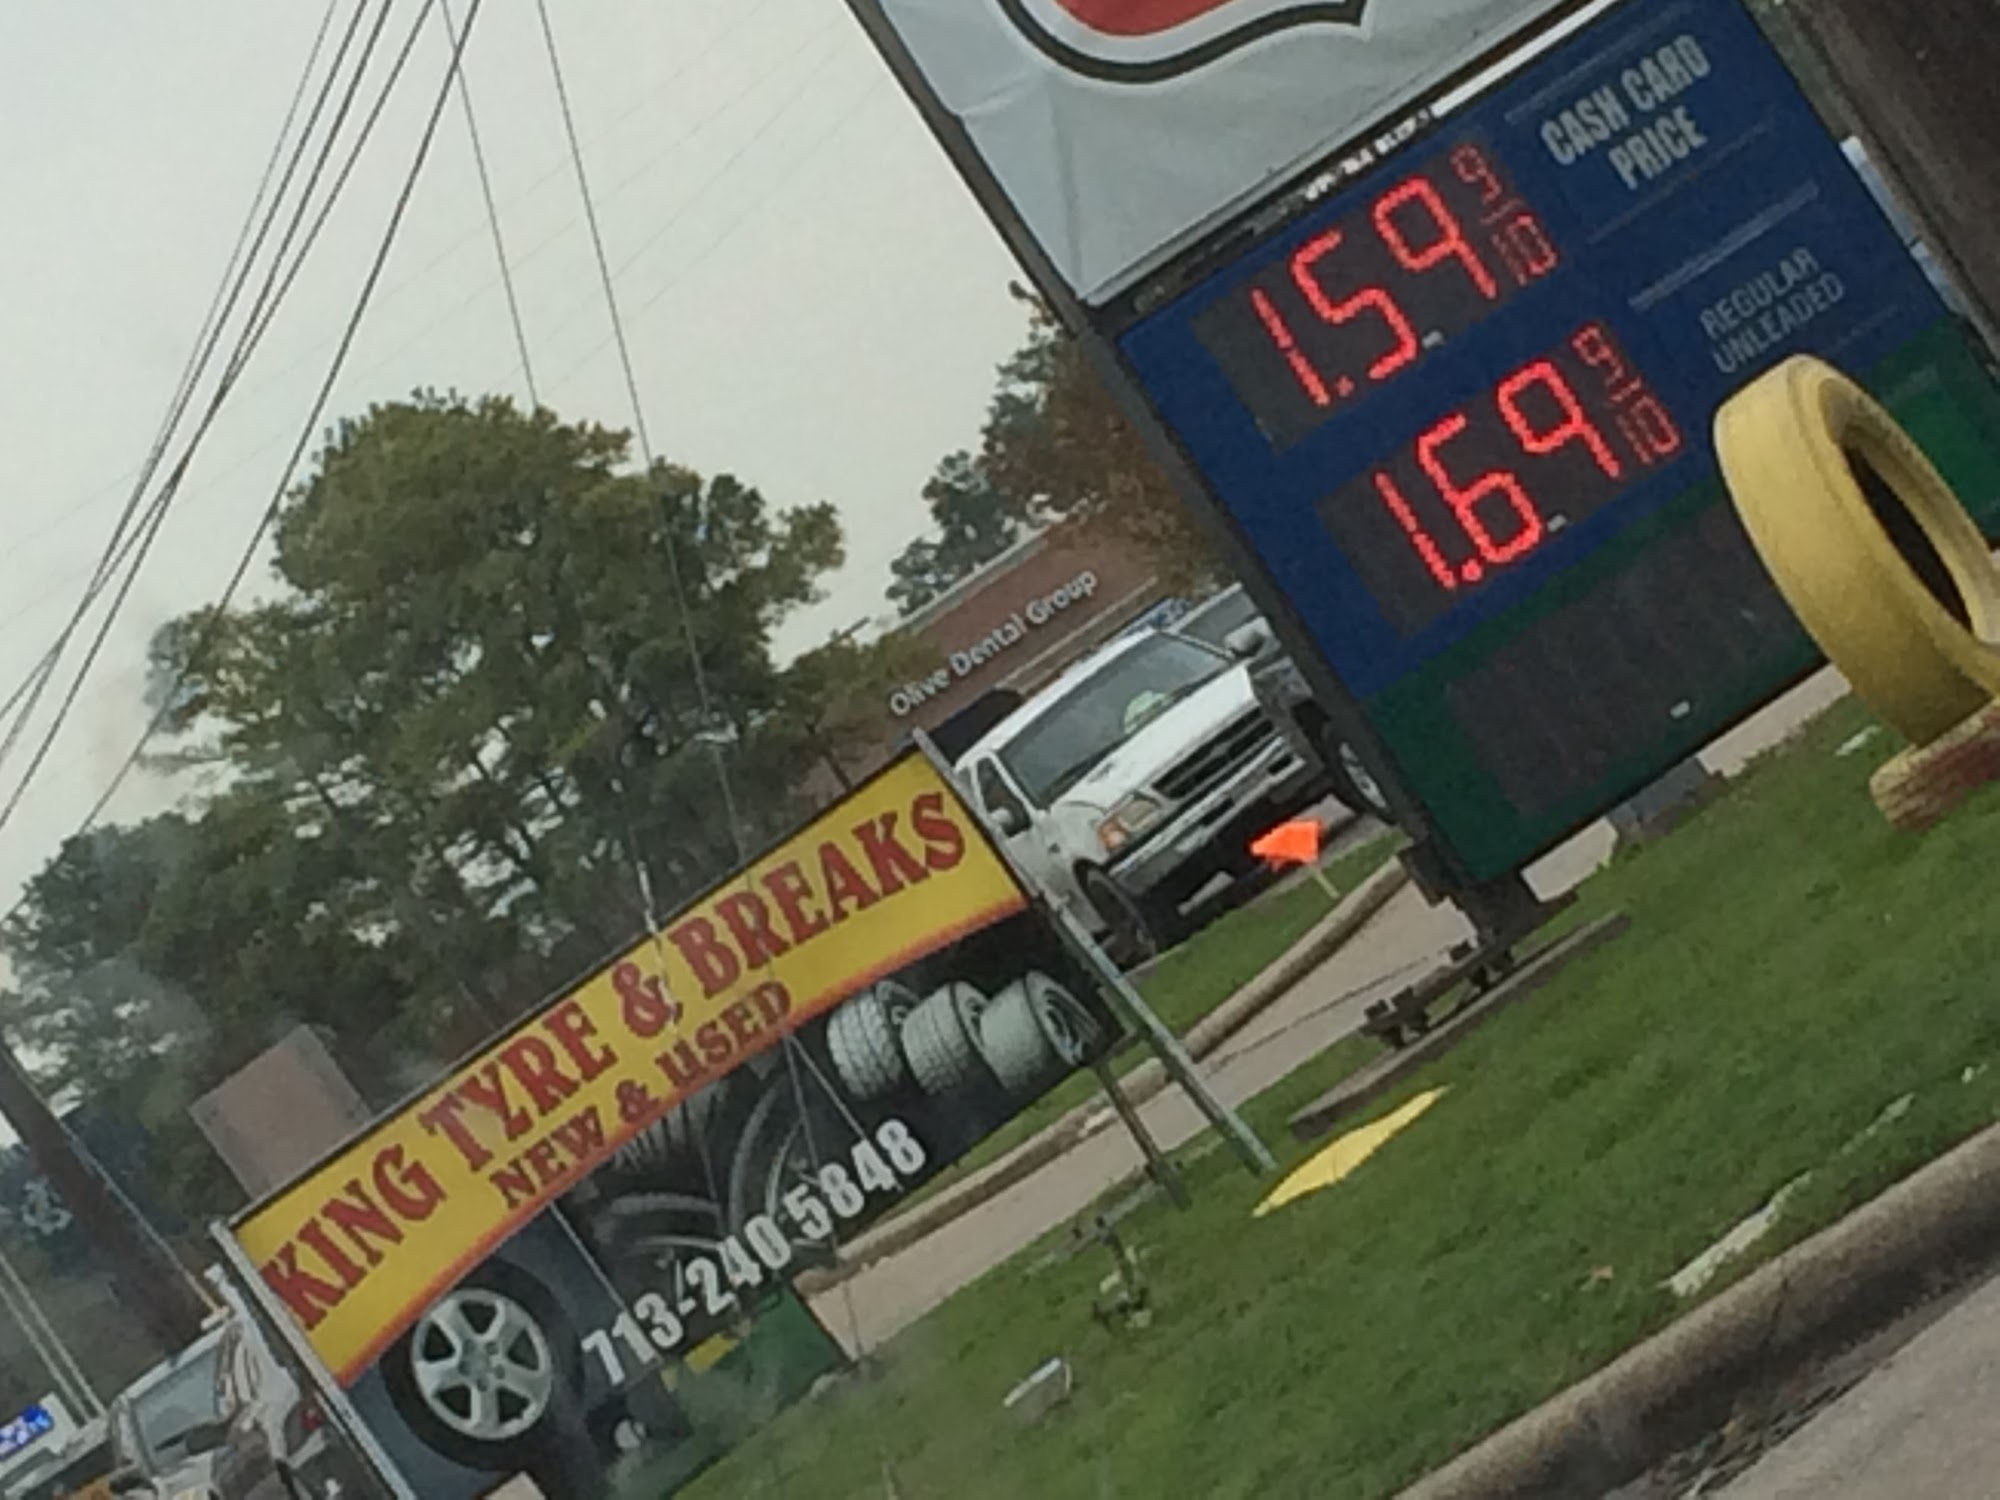 CASH CARD
PRICE
1.59 9/10
REGULAR
UNLEADED
1.69 9/10
Olive Dental Group
KING TYRE & BREAKS
NEW & USED
713-240 5848